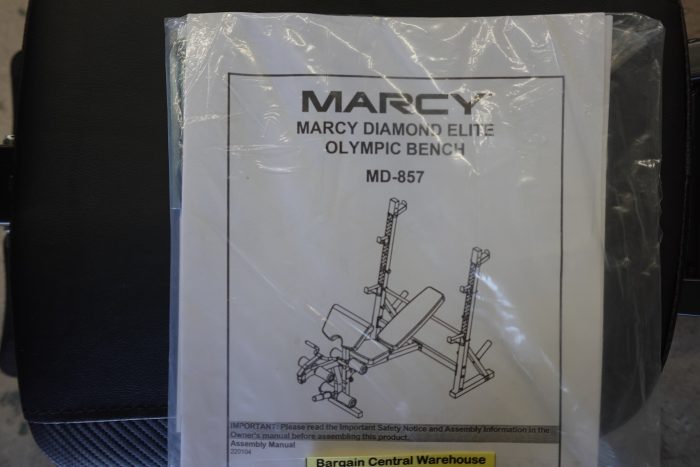 MARCY
MARCY DIAMOND ELITE
OLYMPIC BENCH
MD-857
IMPORTANT: Please read the Important Safety Notice and Assembly Information in the
Owner's manual before assembling this product.
Assembly Manual
220104
Bargain Central Warehouse